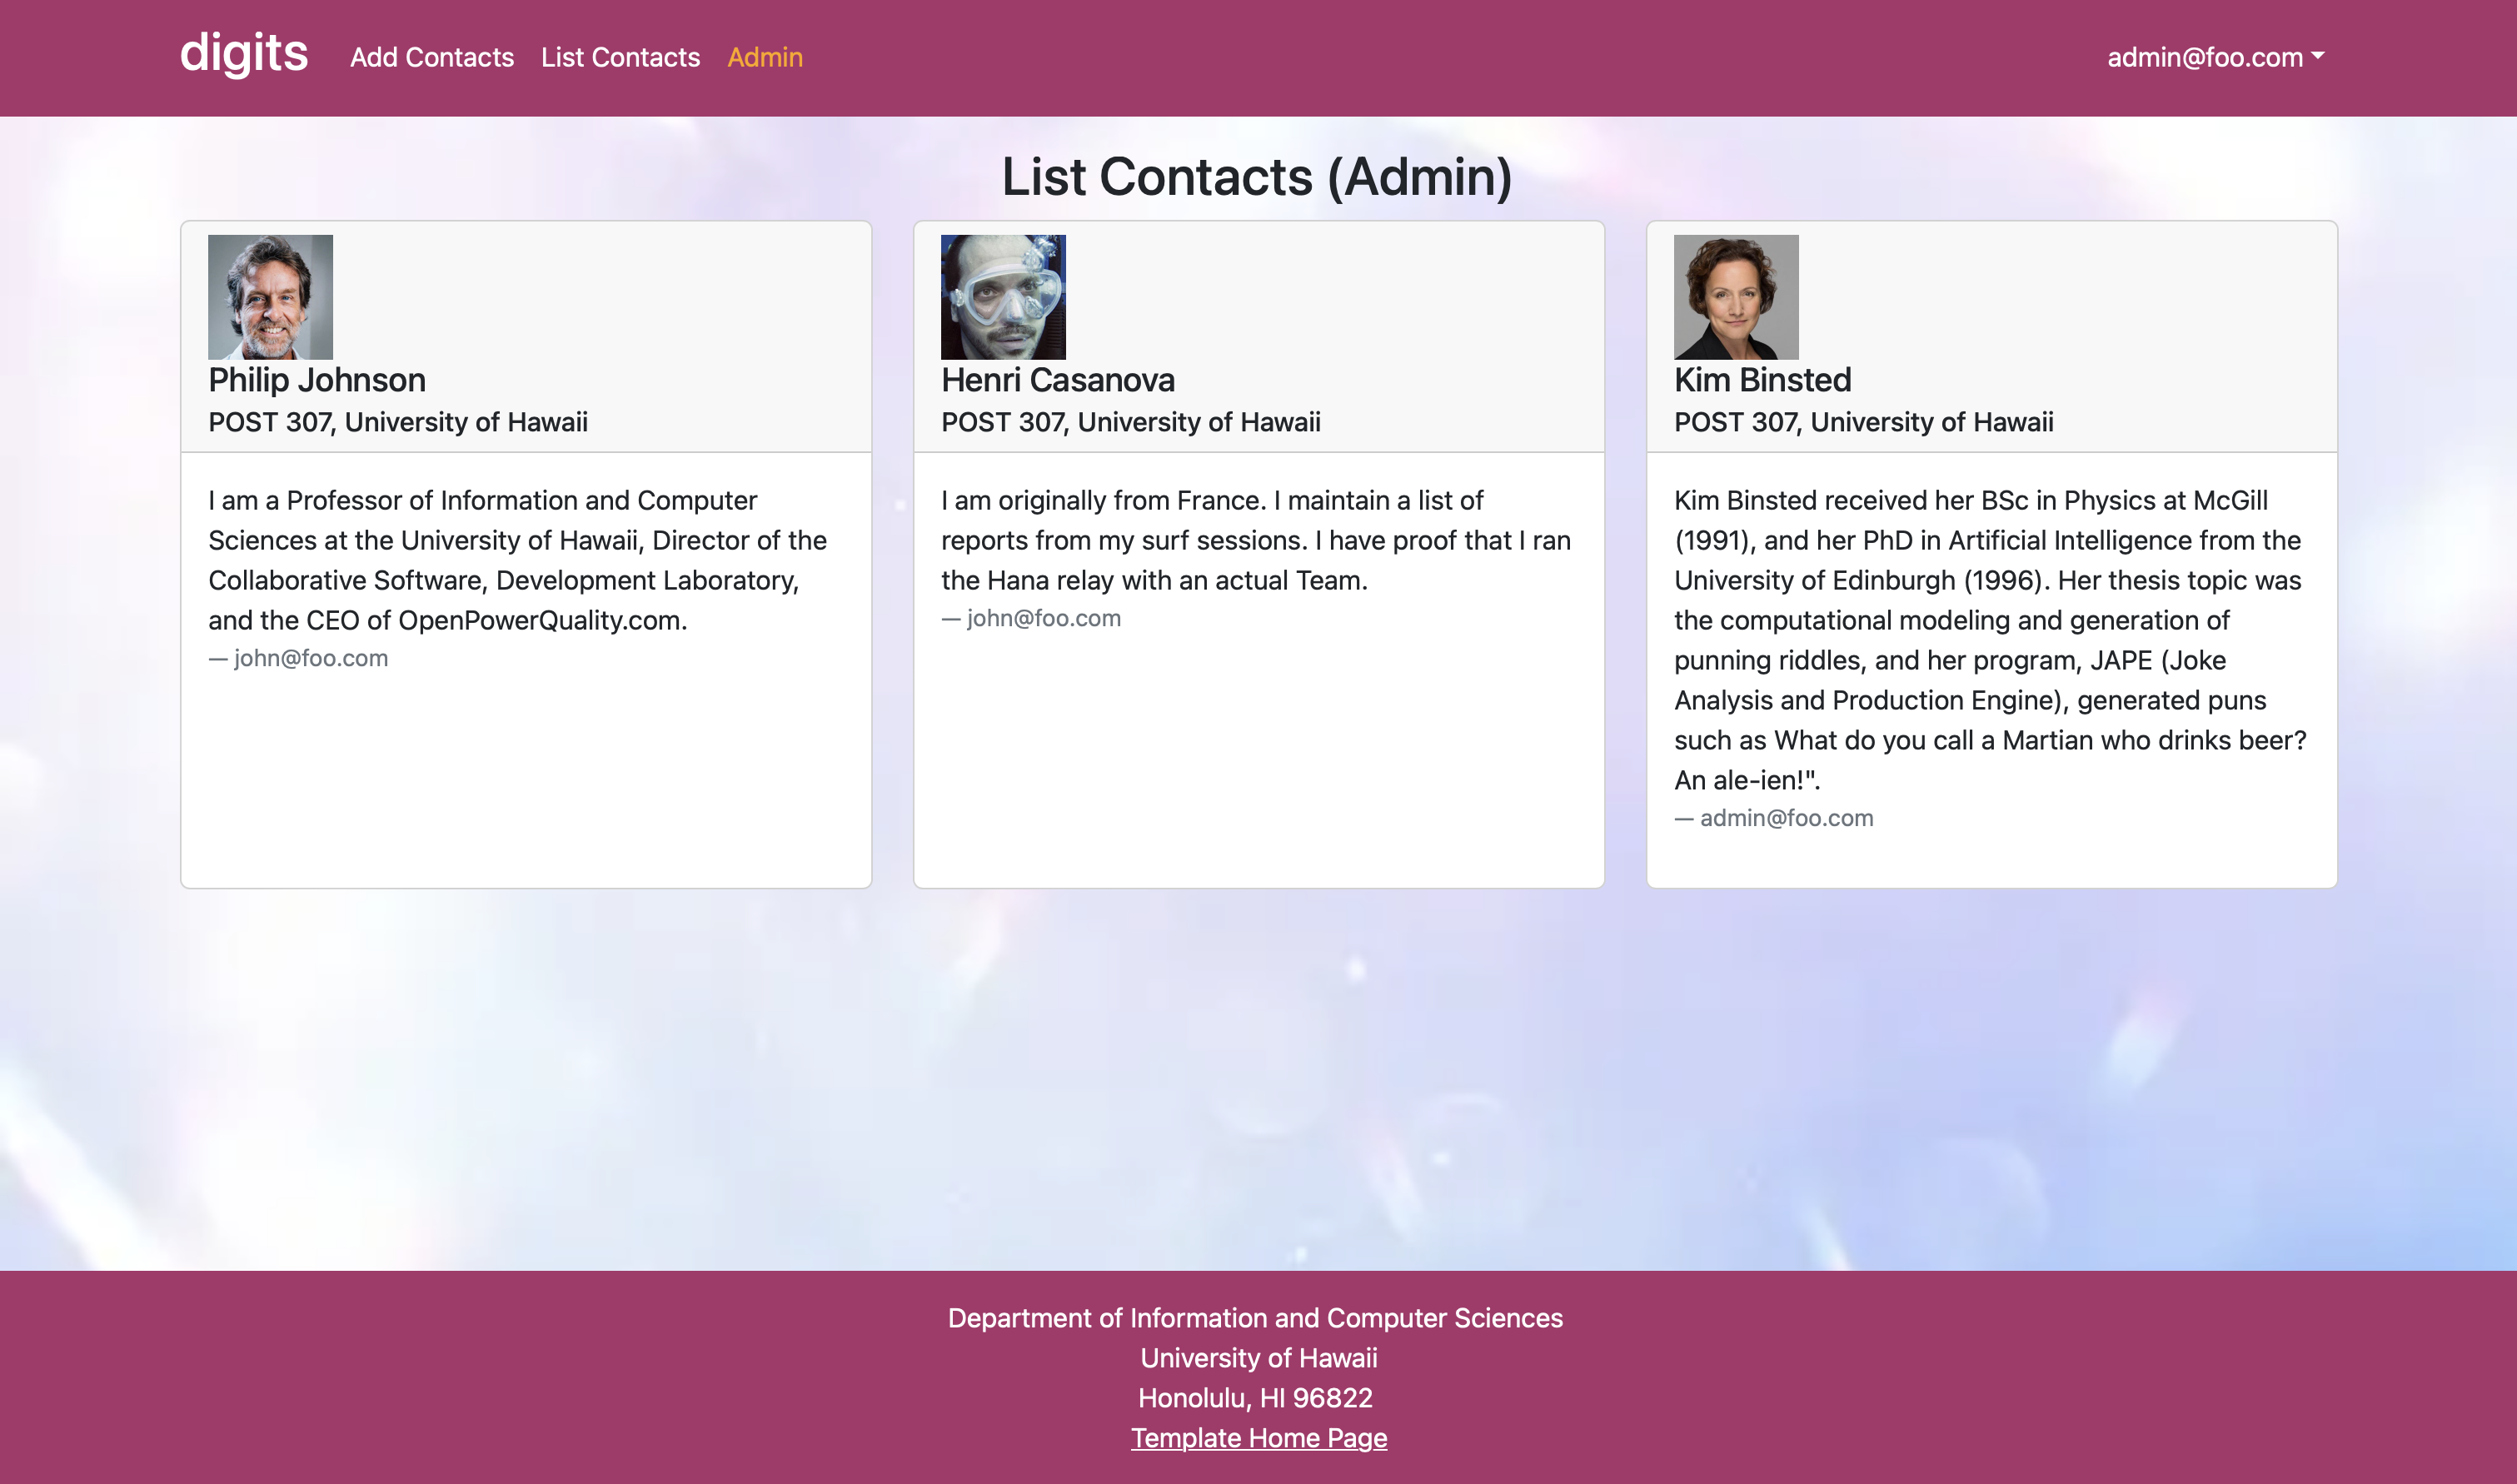 digits
Add Contacts
List Contacts
Admin
admin@foo.com
List Contacts (Admin)
Philip Johnson
POST 307, University of Hawaii
I am a Professor of Information and Computer
Sciences at the University of Hawaii, Director of the
Collaborative Software, Development Laboratory,
and the CEO of OpenPowerQuality.com.
— john@foo.com
Henri Casanova
POST 307, University of Hawaii
I am originally from France. I maintain a list of
reports from my surf sessions. I have proof that I ran
the Hana relay with an actual Team.
— john@foo.com
Kim Binsted
POST 307, University of Hawaii
Kim Binsted received her BSc in Physics at McGill
(1991), and her PhD in Artificial Intelligence from the
University of Edinburgh (1996). Her thesis topic was
the computational modeling and generation of
punning riddles, and her program, JAPE (Joke
Analysis and Production Engine), generated puns
such as What do you call a Martian who drinks beer?
An ale-ien!".
— admin@foo.com
Department of Information and Computer Sciences
University of Hawaii
Honolulu, HI 96822
Template Home Page